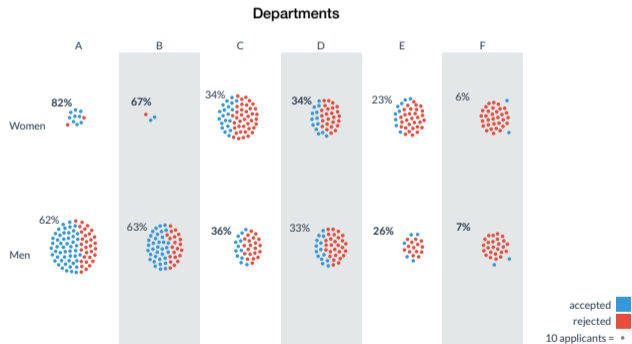 Departments
A B C D E F
Women 82% 67% 34% 34% 23% 6%
Men 62% 63% 36% 33% 26% 7%
accepted
rejected
10 applicants =